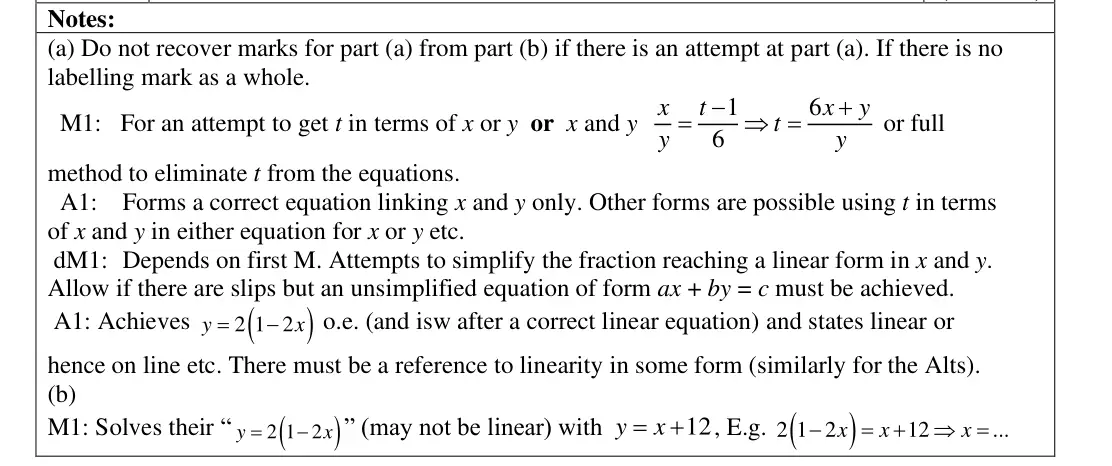 Notes:
(a) Do not recover marks for part (a) from part (b) if there is an attempt at part (a). If there is no
labelling mark as a whole.
M1: For an attempt to get t in terms of x or y or x and y x/y = (t−1)/6 ⇒ t = (6x+y)/y or full
method to eliminate t from the equations.
A1: Forms a correct equation linking x and y only. Other forms are possible using t in terms
of x and y in either equation for x or y etc.
dM1: Depends on first M. Attempts to simplify the fraction reaching a linear form in x and y.
Allow if there are slips but an unsimplified equation of form ax + by = c must be achieved.
A1: Achieves y = 2(1−2x) o.e. (and isw after a correct linear equation) and states linear or
hence on line etc. There must be a reference to linearity in some form (similarly for the Alts).
(b)
M1: Solves their “ y = 2(1−2x) ” (may not be linear) with y = x+12, E.g. 2(1−2x) = x+12 ⇒ x = ...